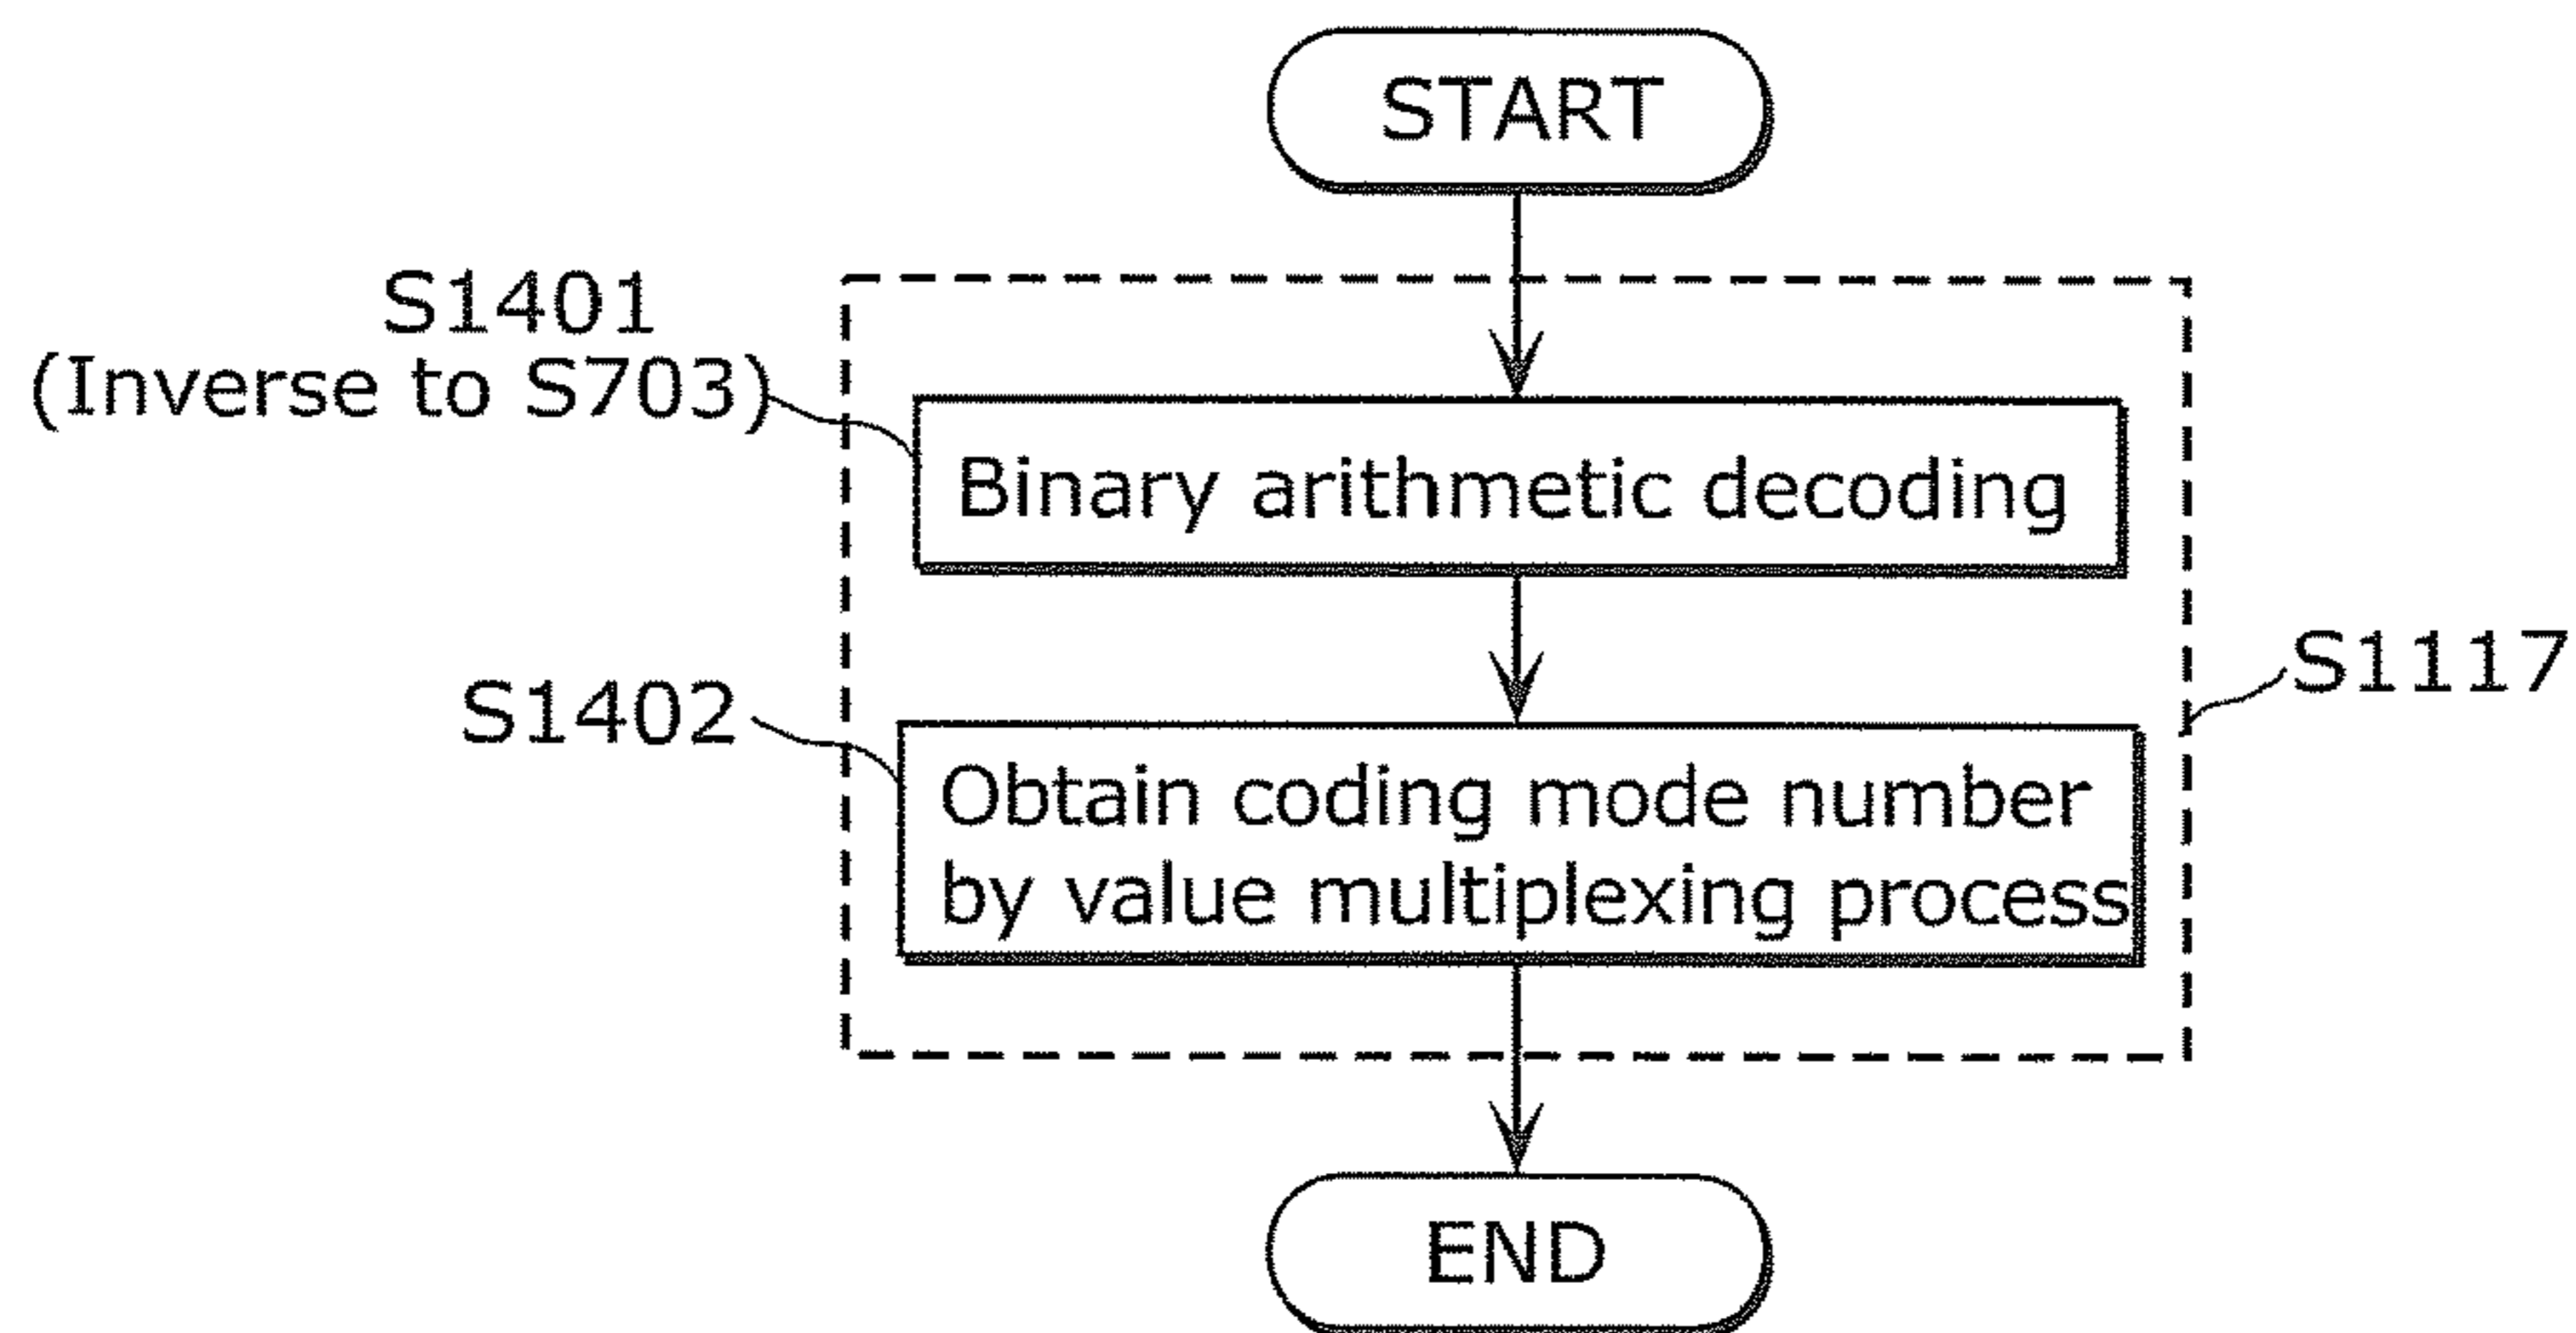 START
S1401
(Inverse to S703)
Binary arithmetic decoding
S1117
S1402
Obtain coding mode number
by value multiplexing process
END